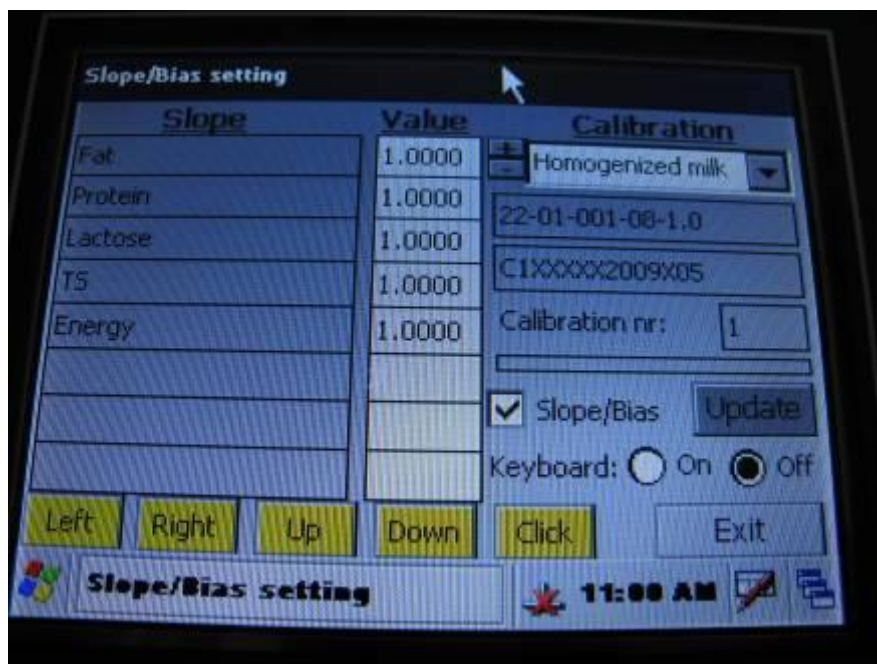 Slope/Bias setting
Slope Value Calibration
Fat 1.0000 + - Homogenized milk
Protein 1.0000 22-01-001-08-1.0
Lactose 1.0000
TS 1.0000 C1XXXXX2009X05
Energy 1.0000 Calibration nr: 1
Slope/Bias Update
Keyboard: On Off
Left Right Up Down Click Exit
Slope/Bias setting 11:00 AM